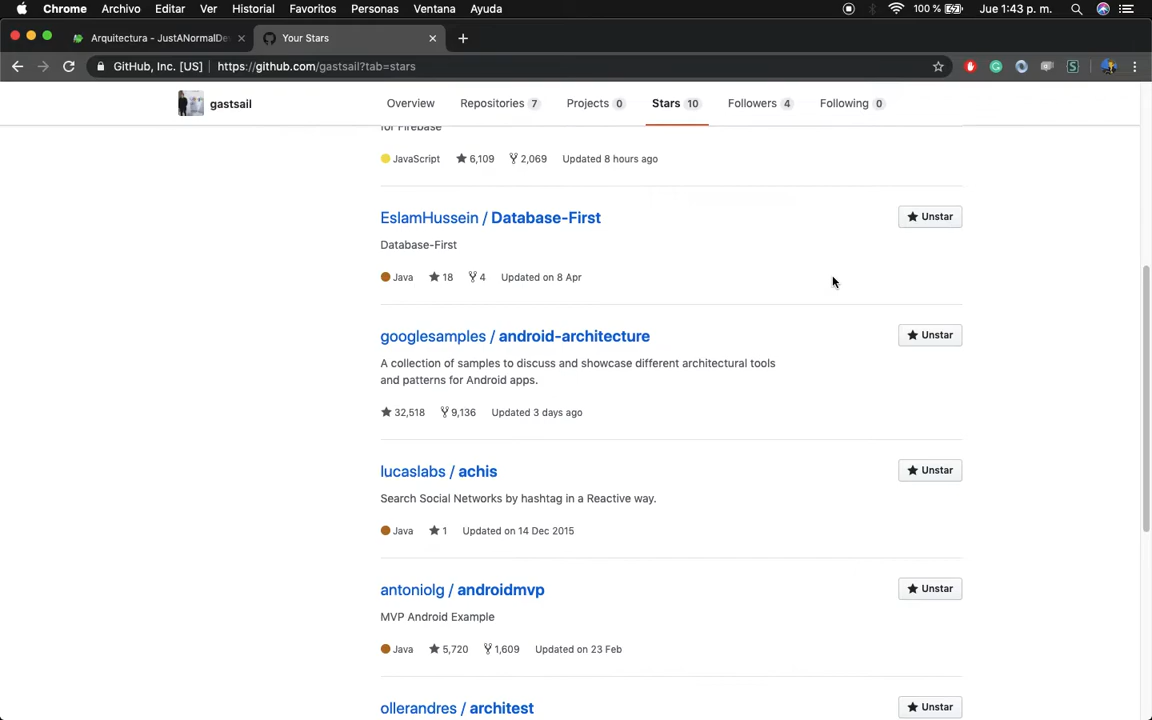 Chrome Archivo Editar Ver Historial Favoritos Personas Ventana Ayuda 100 % Jue 1:43 p. m.
Arquitectura - JustANormalDe Your Stars
GitHub, Inc. [US] https://github.com/gastsail?tab=stars
gastsail Overview Repositories 7 Projects 0 Stars 10 Followers 4 Following 0
for Firebase
JavaScript 6,109 2,069 Updated 8 hours ago
EslamHussein / Database-First Unstar
Database-First
Java 18 4 Updated on 8 Apr
googlesamples / android-architecture Unstar
A collection of samples to discuss and showcase different architectural tools
and patterns for Android apps.
32,518 9,136 Updated 3 days ago
lucaslabs / achis Unstar
Search Social Networks by hashtag in a Reactive way.
Java 1 Updated on 14 Dec 2015
antoniolg / androidmvp Unstar
MVP Android Example
Java 5,720 1,609 Updated on 23 Feb
ollerandres / architest Unstar